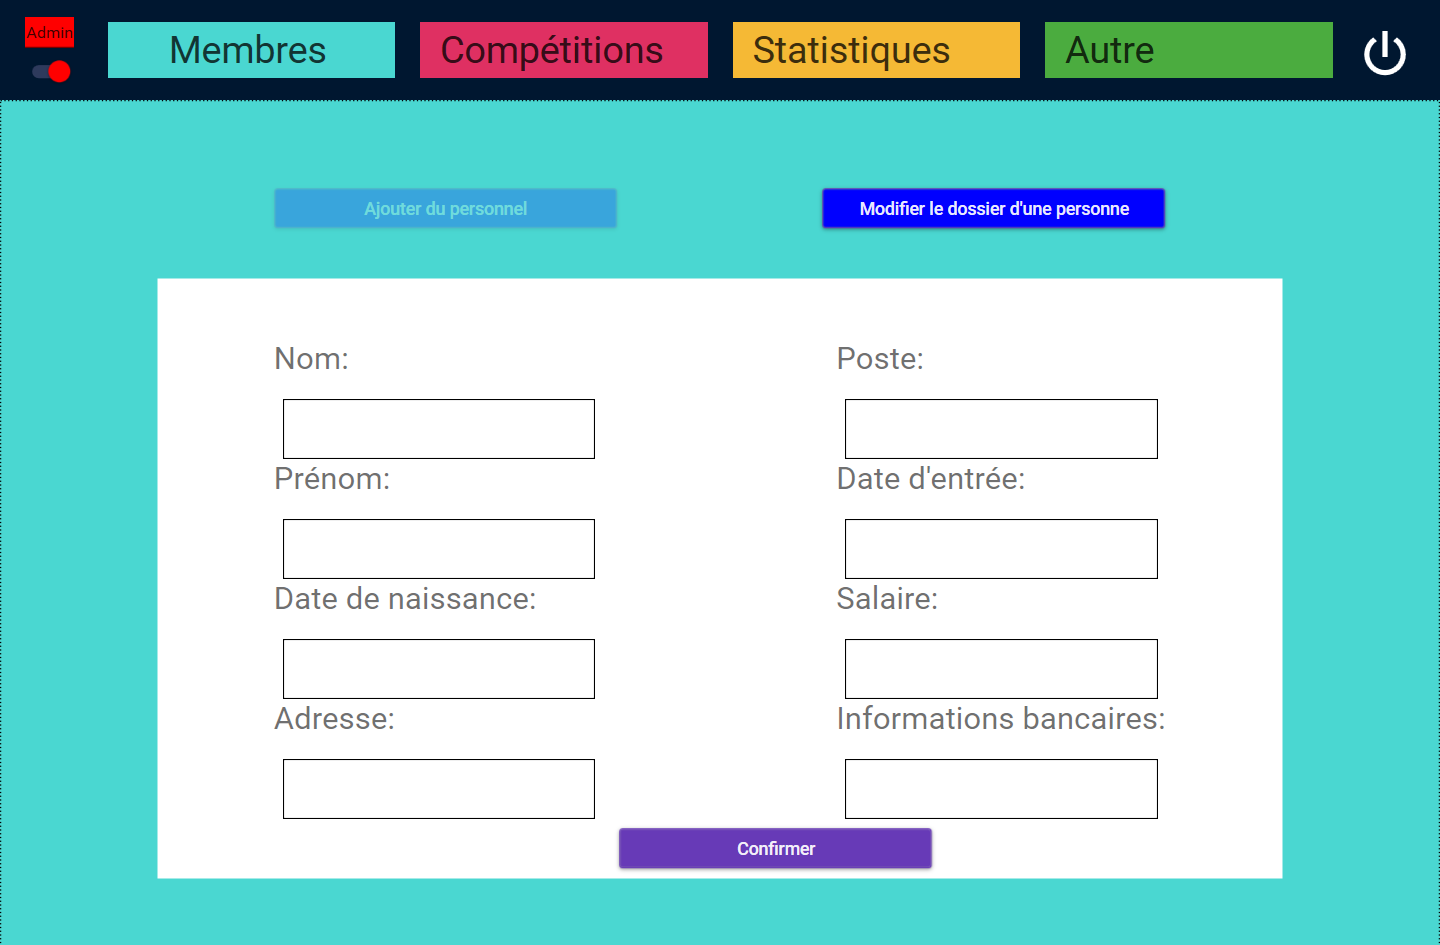 Admin
Membres
Compétitions
Statistiques
Autre
Ajouter du personnel
Modifier le dossier d'une personne
Nom:
Poste:
Prénom:
Date d'entrée:
Date de naissance:
Salaire:
Adresse:
Informations bancaires:
Confirmer